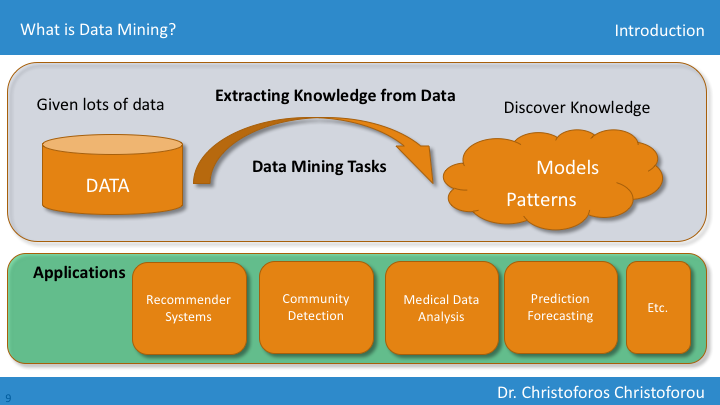 What is Data Mining?
Introduction
Given lots of data
Extracting Knowledge from Data
Discover Knowledge
DATA
Data Mining Tasks
Models
Patterns
Applications
Recommender
Systems
Community
Detection
Medical Data
Analysis
Prediction
Forecasting
Etc.
9
Dr. Christoforos Christoforou